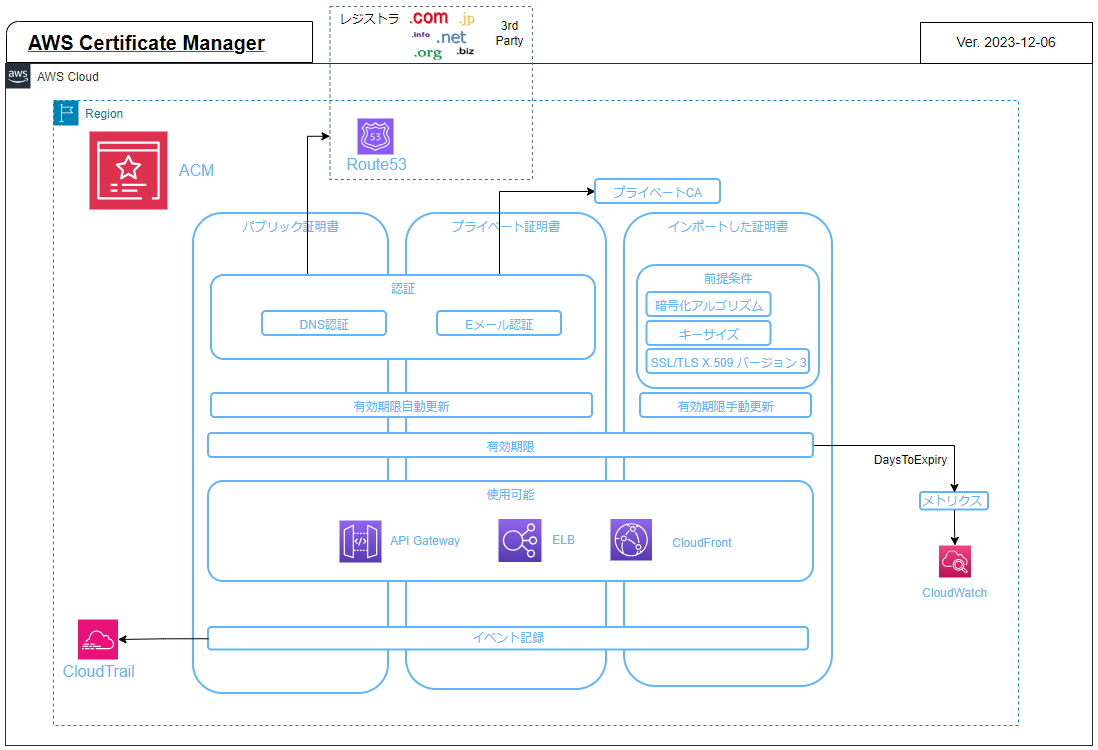 レジストラ
.com
jp
.info
.net
.org
.biz
3rd
Party
AWS Certificate Manager
Ver. 2023-12-06
aws
AWS Cloud
Region
ACM
53
Route53
プライベートCA
パブリック証明書
プライベート証明書
インポートした証明書
認証
DNS認証
Eメール認証
前提条件
暗号化アルゴリズム
キーサイズ
SSL/TLS X.509 バージョン 3
有効期限自動更新
有効期限手動更新
有効期限
DaysToExpiry
メトリクス
CloudWatch
使用可能
API Gateway
ELB
CloudFront
イベント記録
CloudTrail